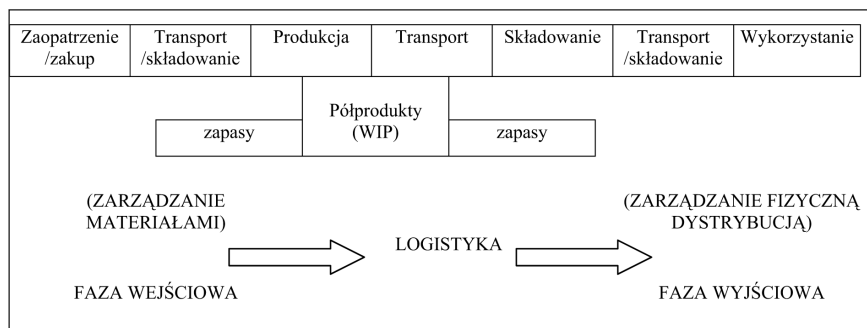 Zaopatrzenie
/zakup
Transport
/składowanie
Produkcja
Transport
Składowanie
Transport
/składowanie
Wykorzystanie
Półprodukty
(WIP)
zapasy
zapasy
(ZARZĄDZANIE
MATERIAŁAMI)
(ZARZĄDZANIE FIZYCZNĄ
DYSTRYBUCJĄ)
LOGISTYKA
FAZA WEJŚCIOWA
FAZA WYJŚCIOWA